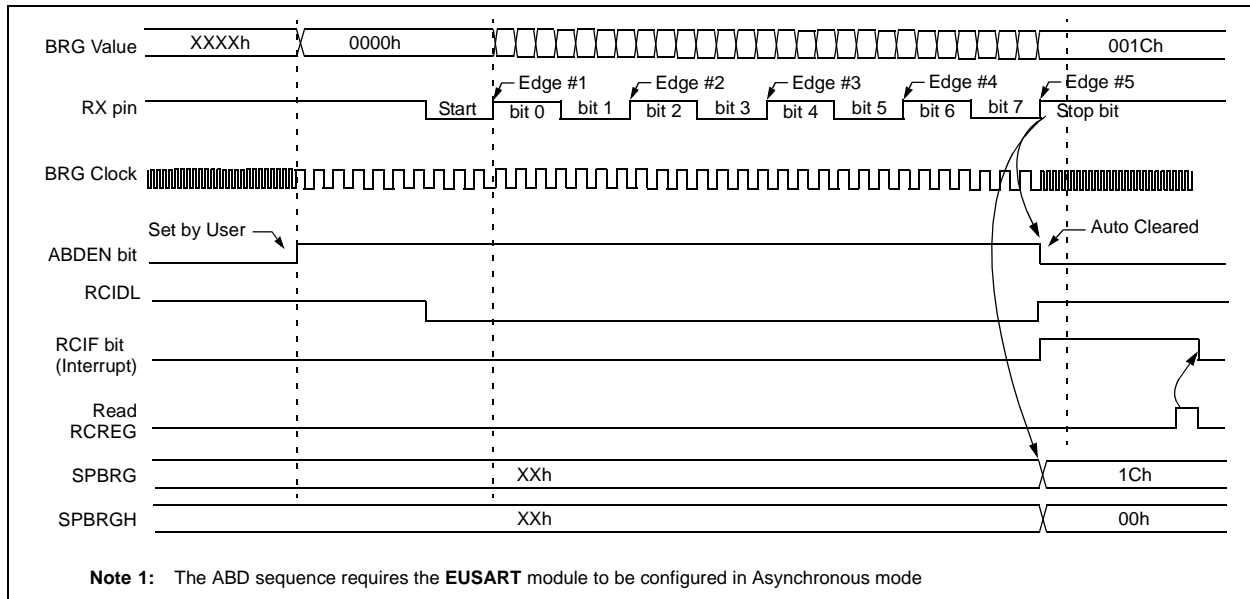 BRG Value XXXXh 0000h 001Ch
Edge #1 Edge #2 Edge #3 Edge #4 Edge #5
RX pin Start bit 0 bit 1 bit 2 bit 3 bit 4 bit 5 bit 6 bit 7 Stop bit
BRG Clock
Set by User Auto Cleared
ABDEN bit
RCIDL
RCIF bit
(Interrupt)
Read
RCREG
SPBRG XXh 1Ch
SPBRGH XXh 00h
Note 1: The ABD sequence requires the EUSART module to be configured in Asynchronous mode